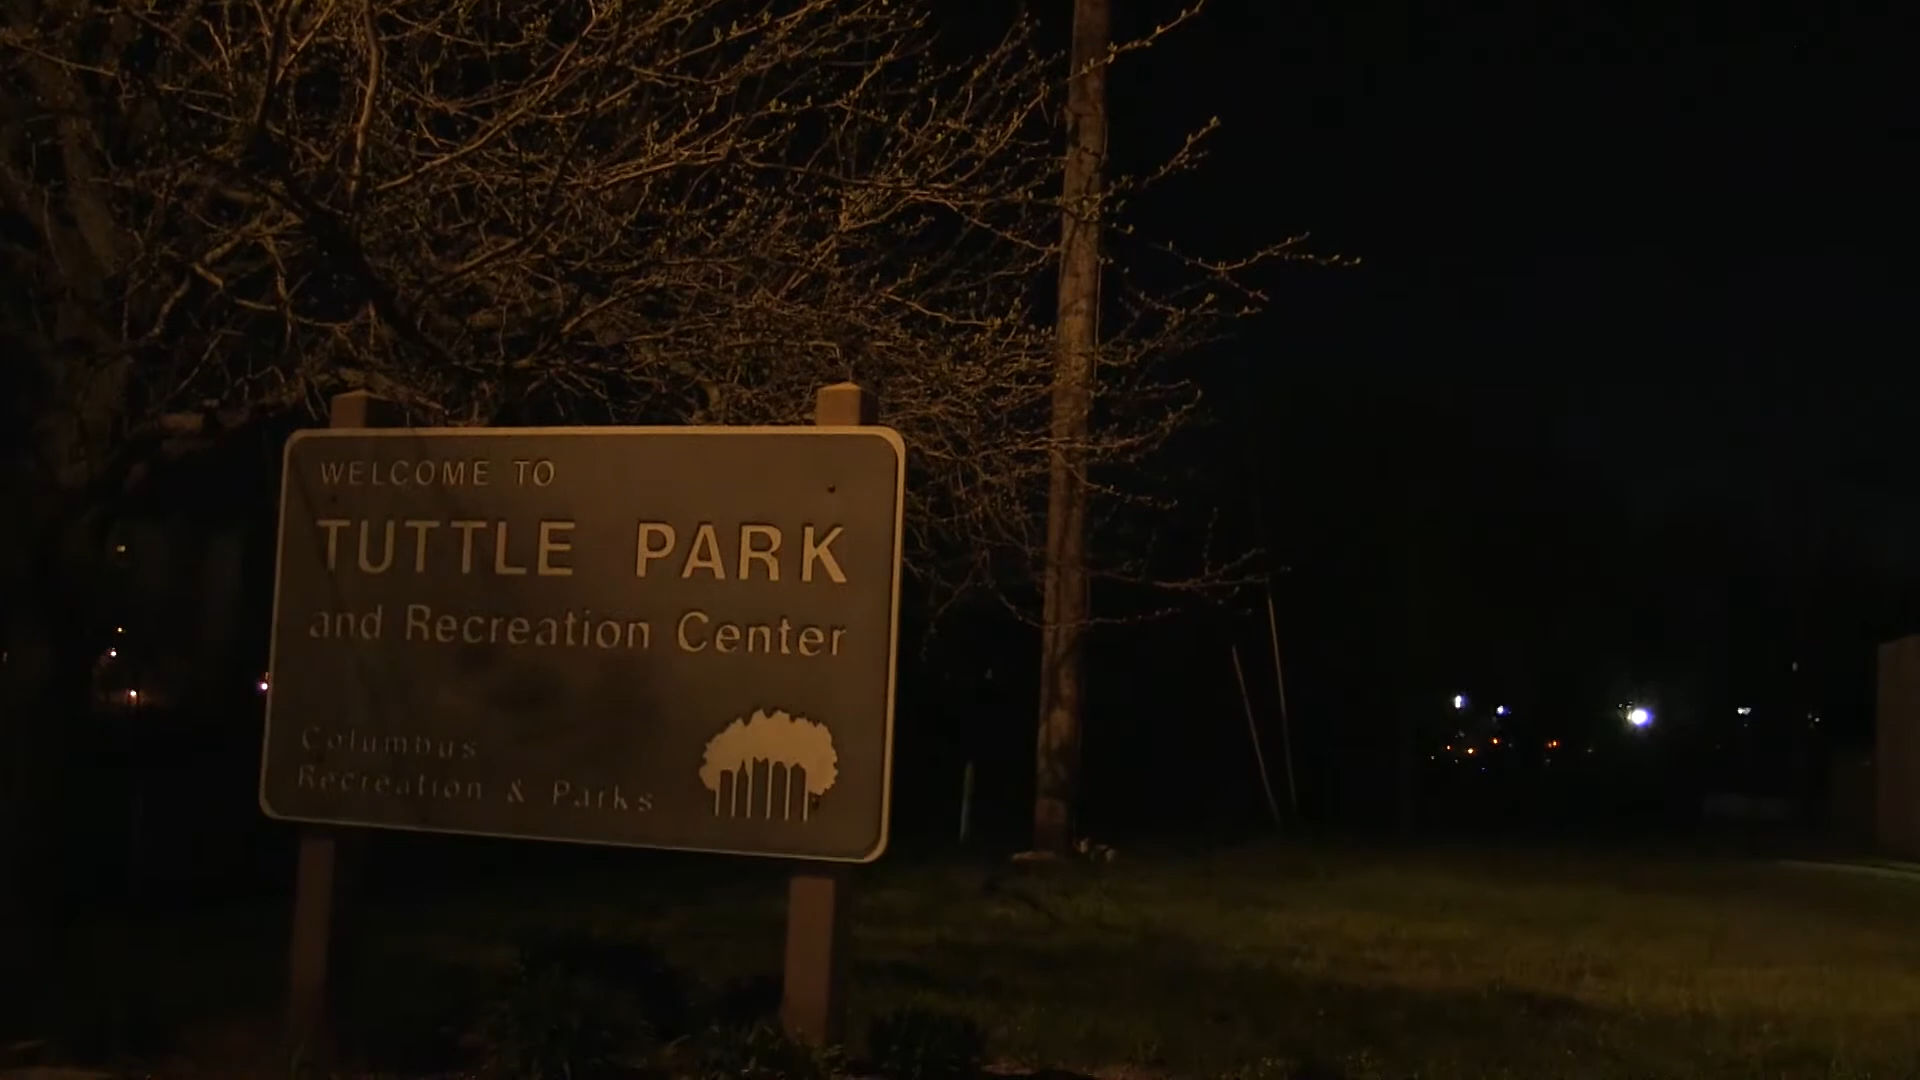 WELCOME TO
TUTTLE PARK
and Recreation Center
Columbus
Recreation & Parks